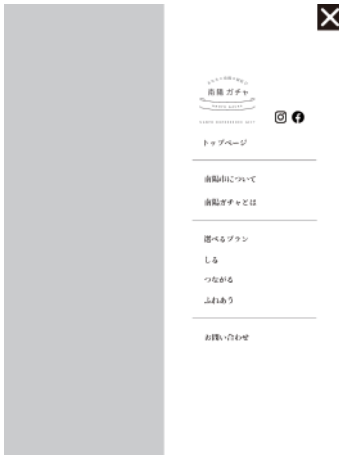 南陽ガチャ
トップページ
南陽市について
南陽ガチャとは
選べるプラン
しる
つながる
ふれあう
お問い合わせ